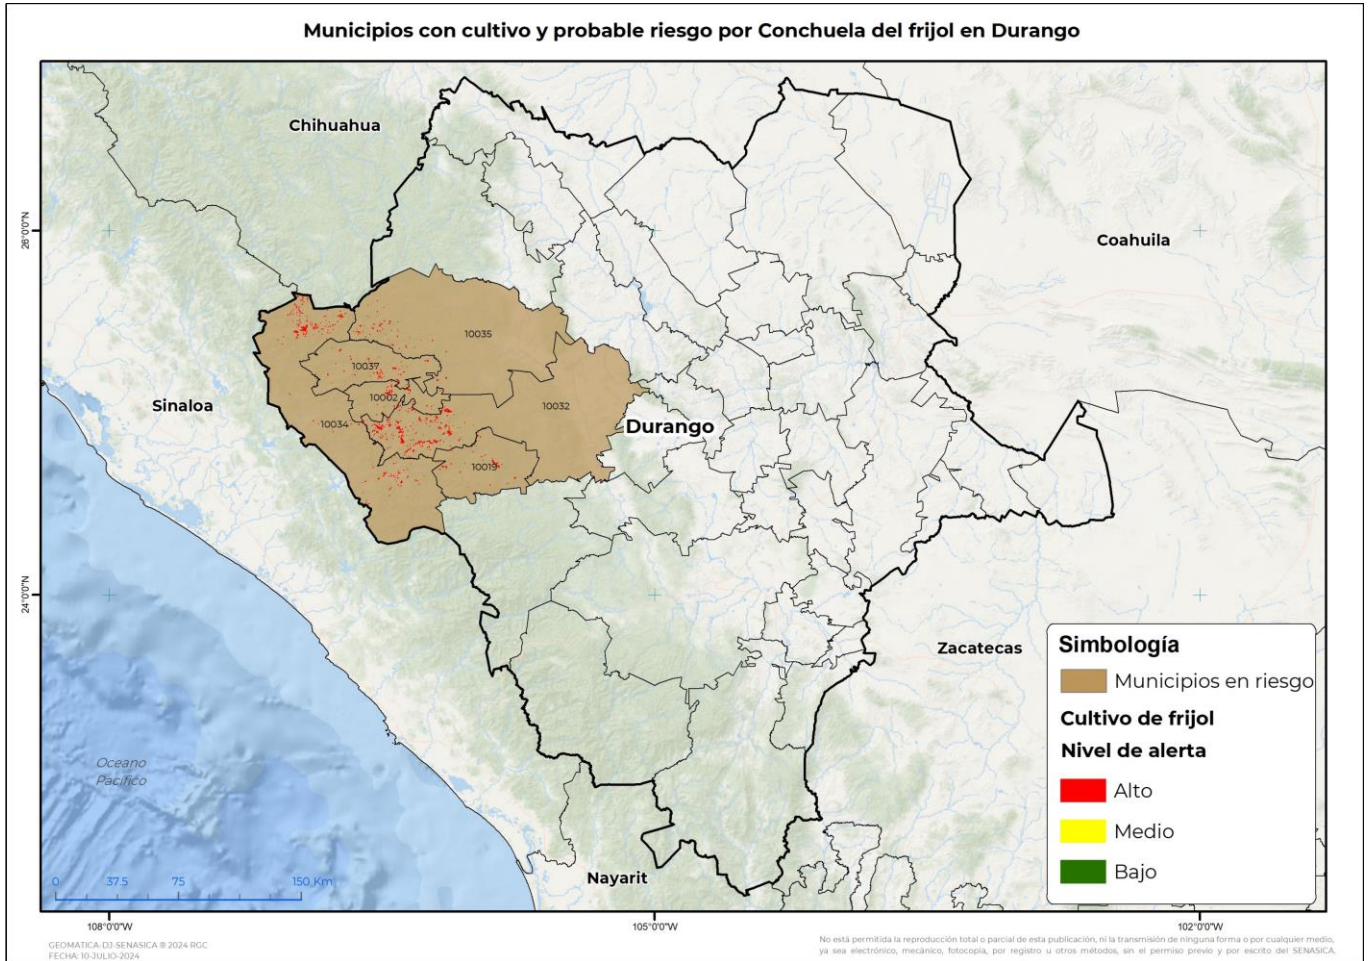 Municipios con cultivo y probable riesgo por Conchuela del frijol en Durango
Chihuahua
Coahuila
26°0'0"N
10035
10037
10002
10032
Sinaloa
10034
Durango
10019
24°0'0"N
Zacatecas
Simbología
Municipios en riesgo
Cultivo de frijol
Nivel de alerta
Alto
Medio
Bajo
Oceano
Pacífico
Nayarit
0 37.5 75 150 Km
108°0'0"W
105°0'0"W
102°0'0"W
GEOMATICA-DJ-SENASICA ® 2024 RGC
FECHA: 10-JULIO-2024
No está permitida la reproducción total o parcial de esta publicación, ni la transmisión de ninguna forma o por cualquier medio,
ya sea electrónico, mecánico, fotocopia, por registro u otros métodos, sin el permiso previo y por escrito del SENASICA.